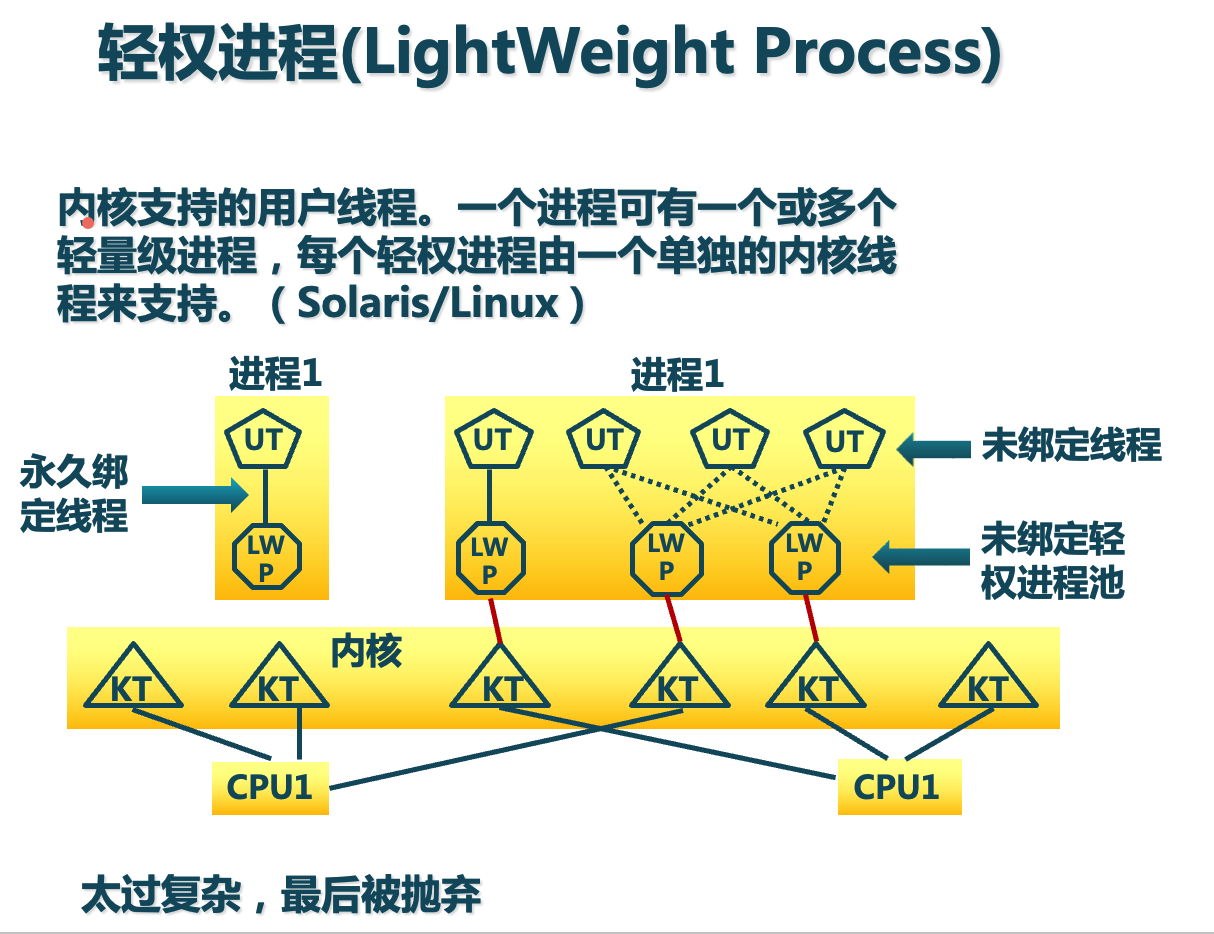 轻权进程(LightWeight Process)
内核支持的用户线程。一个进程可有一个或多个
轻量级进程，每个轻权进程由一个单独的内核线
程来支持。（Solaris/Linux）
进程1
进程1
UT
UT
UT
UT
UT
未绑定线程
永久绑
定线程
LW
P
LW
P
LW
P
LW
P
未绑定轻
权进程池
内核
KT
KT
KT
KT
KT
KT
CPU1
CPU1
太过复杂，最后被抛弃